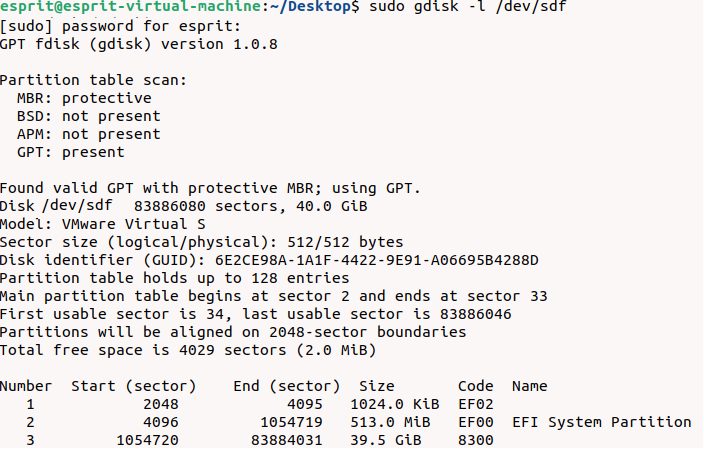 esprit@esprit-virtual-machine:~/Desktop$ sudo gdisk -l /dev/sdf
[sudo] password for esprit:
GPT fdisk (gdisk) version 1.0.8
Partition table scan:
MBR: protective
BSD: not present
APM: not present
GPT: present
Found valid GPT with protective MBR; using GPT.
Disk /dev/sdf 83886080 sectors, 40.0 GiB
Model: VMware Virtual S
Sector size (logical/physical): 512/512 bytes
Disk identifier (GUID): 6E2CE98A-1A1F-4422-9E91-A06695B4288D
Partition table holds up to 128 entries
Main partition table begins at sector 2 and ends at sector 33
First usable sector is 34, last usable sector is 83886046
Partitions will be aligned on 2048-sector boundaries
Total free space is 4029 sectors (2.0 MiB)
Number Start (sector) End (sector) Size Code Name
1 2048 4095 1024.0 KiB EF02
2 4096 1054719 513.0 MiB EF00 EFI System Partition
3 1054720 83884031 39.5 GiB 8300